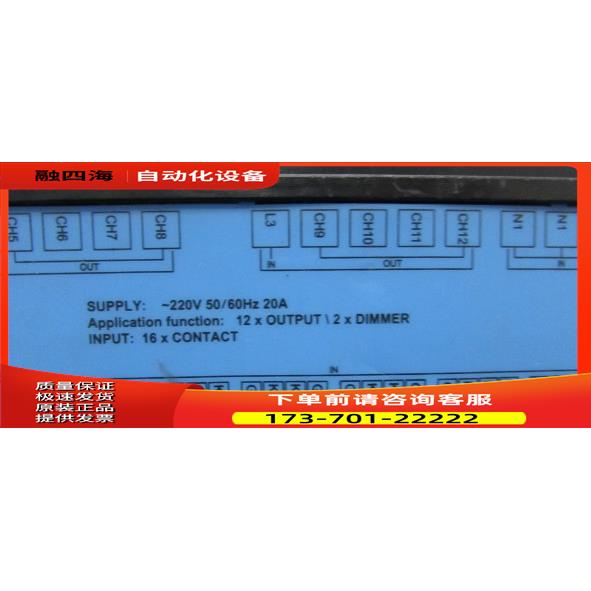 融四海 自动化设备
CH5 CH6 CH7 CH8 L3 CH9 CH10 CH11 CH12 N1 N1
OUT IN OUT IN
SUPPLY: ~220V 50/60Hz 20A
Application function: 12 x OUTPUT \ 2 x DIMMER
INPUT: 16 x CONTACT
IN
质量保证
极速发货
原装正品
提供发票
下单前请咨询客服
173-701-22222